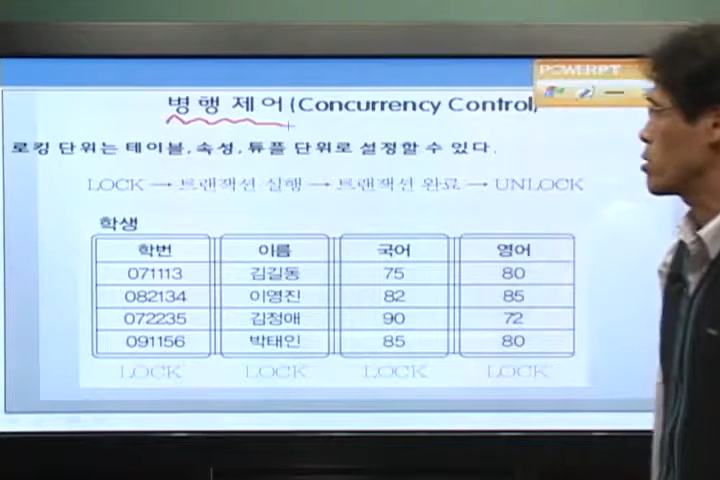 POWERPT
병행 제어(Concurrency Control)
로킹 단위는 테이블, 속성, 튜플 단위로 설정할 수 있다.
LOCK → 트랜잭션 실행 → 트랜잭션 완료 → UNLOCK
학생
학번 이름 국어 영어
071113 김길동 75 80
082134 이영진 82 85
072235 김정애 90 72
091156 박태인 85 80
LOCK LOCK LOCK LOCK